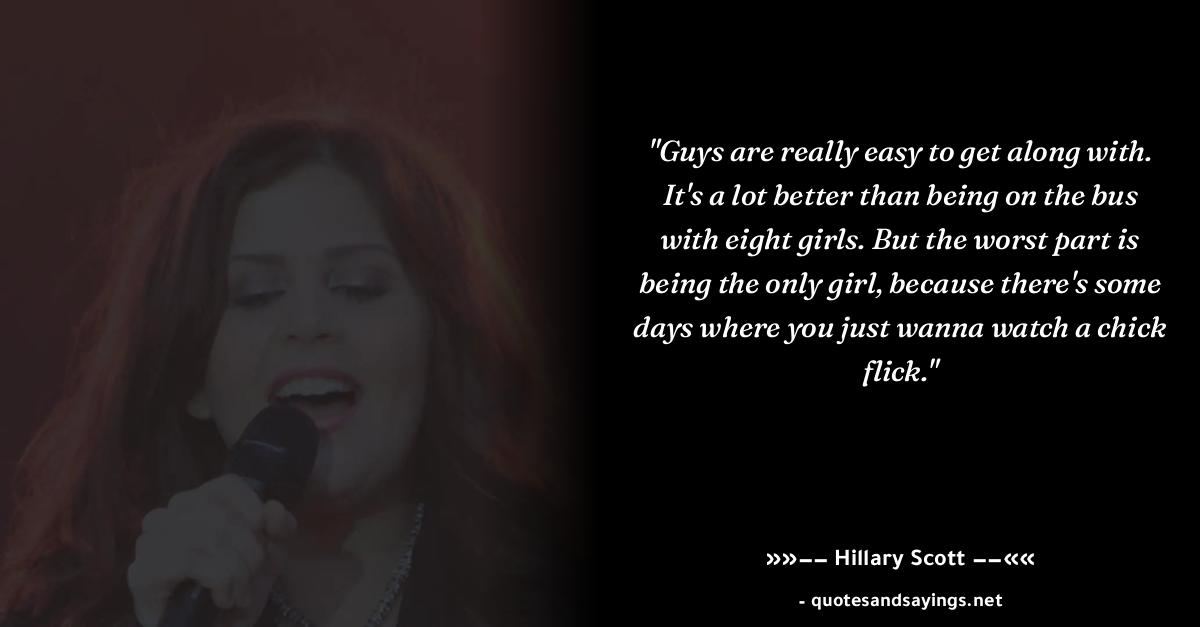 "Guys are really easy to get along with.
It's a lot better than being on the bus
with eight girls. But the worst part is
being the only girl, because there's some
days where you just wanna watch a chick
flick."
»»−− Hillary Scott −−««
- quotesandsayings.net